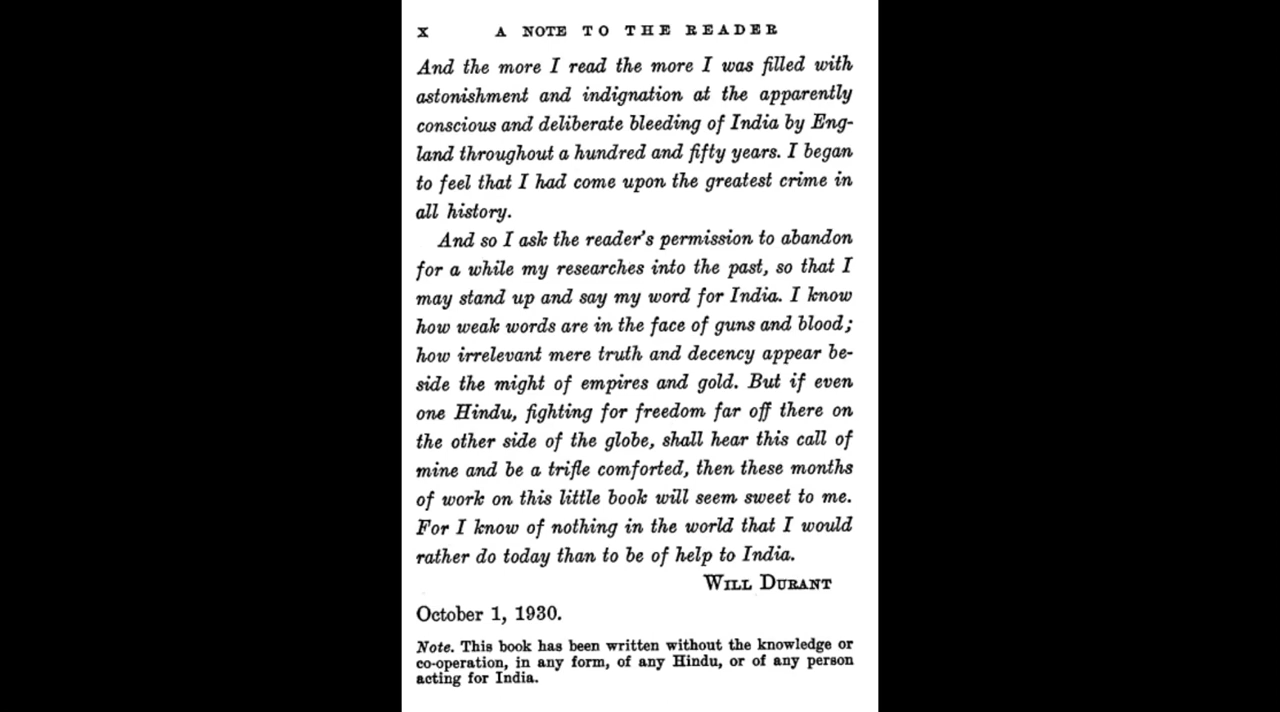 X A NOTE TO THE READER
And the more I read the more I was filled with
astonishment and indignation at the apparently
conscious and deliberate bleeding of India by Eng-
land throughout a hundred and fifty years. I began
to feel that I had come upon the greatest crime in
all history.
And so I ask the reader's permission to abandon
for a while my researches into the past, so that I
may stand up and say my word for India. I know
how weak words are in the face of guns and blood;
how irrelevant mere truth and decency appear be-
side the might of empires and gold. But if even
one Hindu, fighting for freedom far off there on
the other side of the globe, shall hear this call of
mine and be a trifle comforted, then these months
of work on this little book will seem sweet to me.
For I know of nothing in the world that I would
rather do today than to be of help to India.
WILL DURANT
October 1, 1930.
Note. This book has been written without the knowledge or
co-operation, in any form, of any Hindu, or of any person
acting for India.